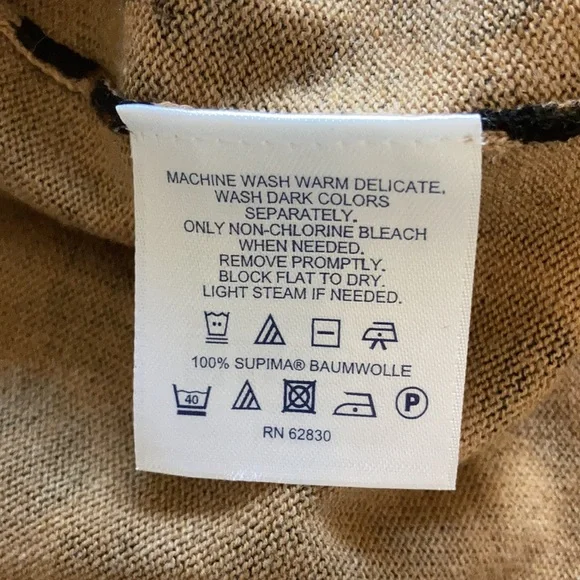 MACHINE WASH WARM DELICATE.
WASH DARK COLORS
SEPARATELY.
ONLY NON-CHLORINE BLEACH
WHEN NEEDED.
REMOVE PROMPTLY.
BLOCK FLAT TO DRY.
LIGHT STEAM IF NEEDED.
100% SUPIMA® BAUMWOLLE
40 P
RN 62830